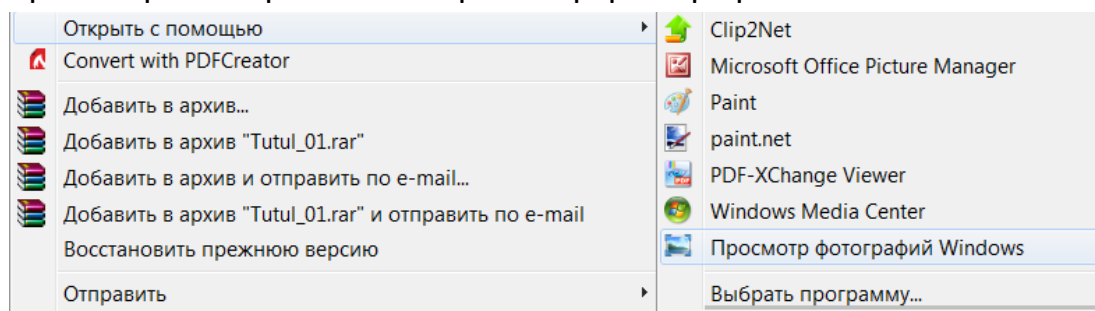 Открыть с помощью
Convert with PDFCreator
Добавить в архив...
Добавить в архив "Tutul_01.rar"
Добавить в архив и отправить по e-mail...
Добавить в архив "Tutul_01.rar" и отправить по e-mail
Восстановить прежнюю версию
Отправить
Clip2Net
Microsoft Office Picture Manager
Paint
paint.net
PDF-XChange Viewer
Windows Media Center
Просмотр фотографий Windows
Выбрать программу...